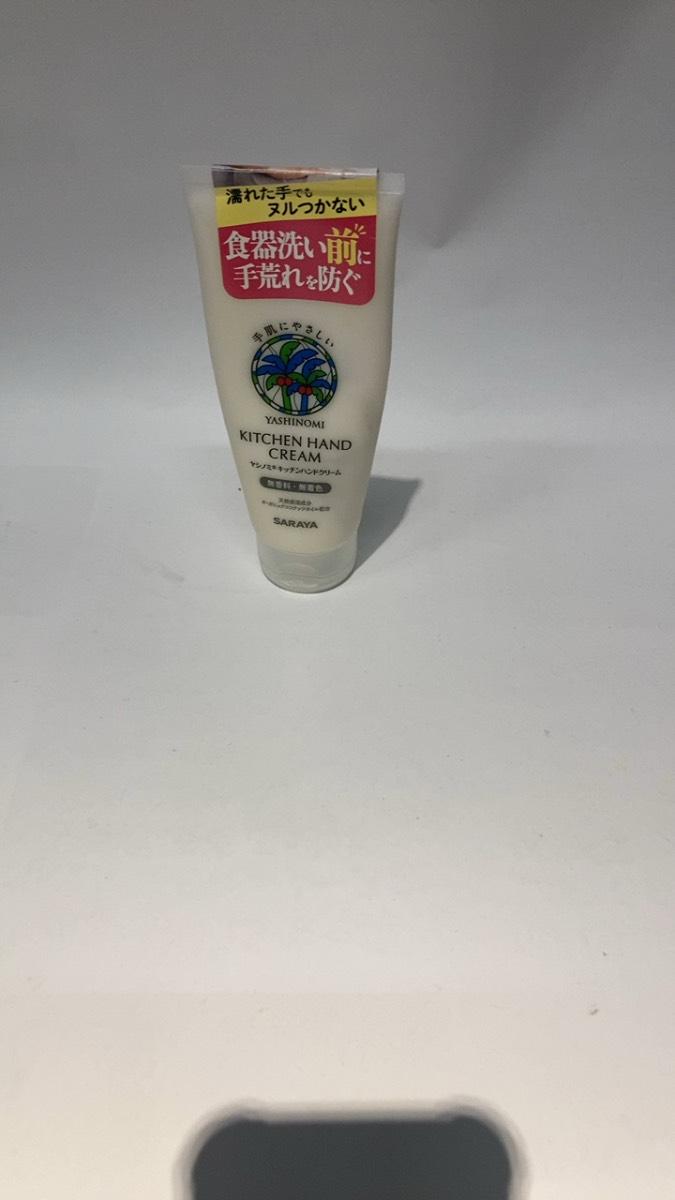 濡れた手でも
ヌルつかない
食器洗い前に
手荒れを防ぐ
手肌にやさしい
YASHINOMI
KITCHEN HAND
CREAM
ヤシノミ®キッチンハンドクリーム
無香料・無着色
SARAYA